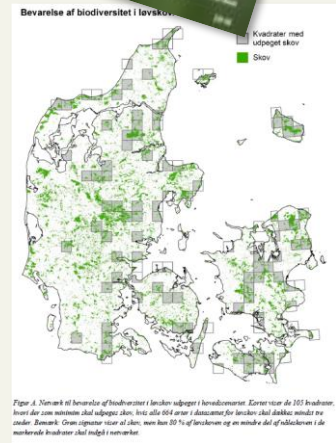 Bevarelse af biodiversitet i løvskov
Kvadrater med
udpeget skov
Skov
Figur A. Netværk til bevarelse af biodiversitet i løvskov udpeget i hovedscenariet. Kortet viser de 103 kvadrater,
hvori der som minimum skal udpeges skov, hvis alle 664 arter i datasættet for løvskov skal dækkes mindst tre
steder. Bemærk: Grøn signatur viser al skov, men kun 80 % af løvskoven og en mindre del af nåleskoven i de
markerede kvadrater skal indgå i netværket.